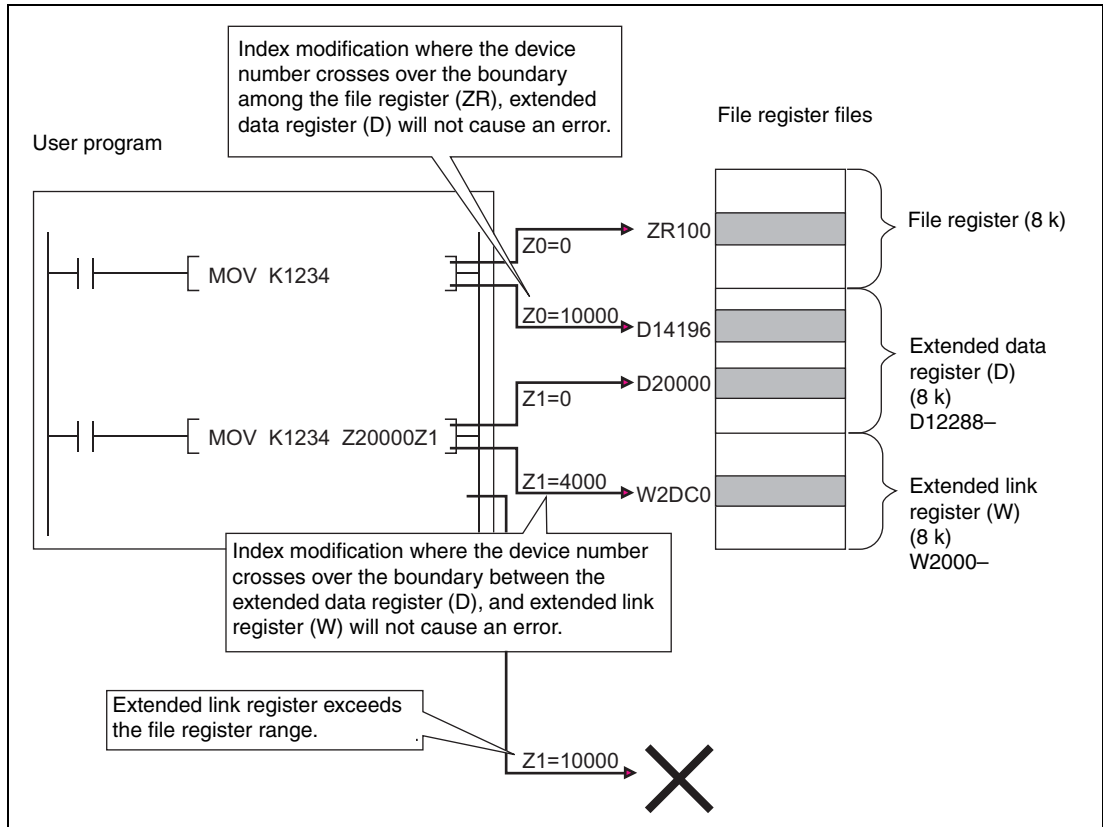 Index modification where the device
number crosses over the boundary
among the file register (ZR), extended
data register (D) will not cause an error.
User program
File register files
MOV K1234
Z0=0
ZR100
File register (8 k)
Z0=10000
D14196
Extended data
register (D)
(8 k)
D12288–
Z1=0
D20000
MOV K1234 Z20000Z1
Z1=4000
W2DC0
Extended link
register (W)
(8 k)
W2000–
Index modification where the device number
crosses over the boundary between the
extended data register (D), and extended link
register (W) will not cause an error.
Extended link register exceeds
the file register range.
Z1=10000